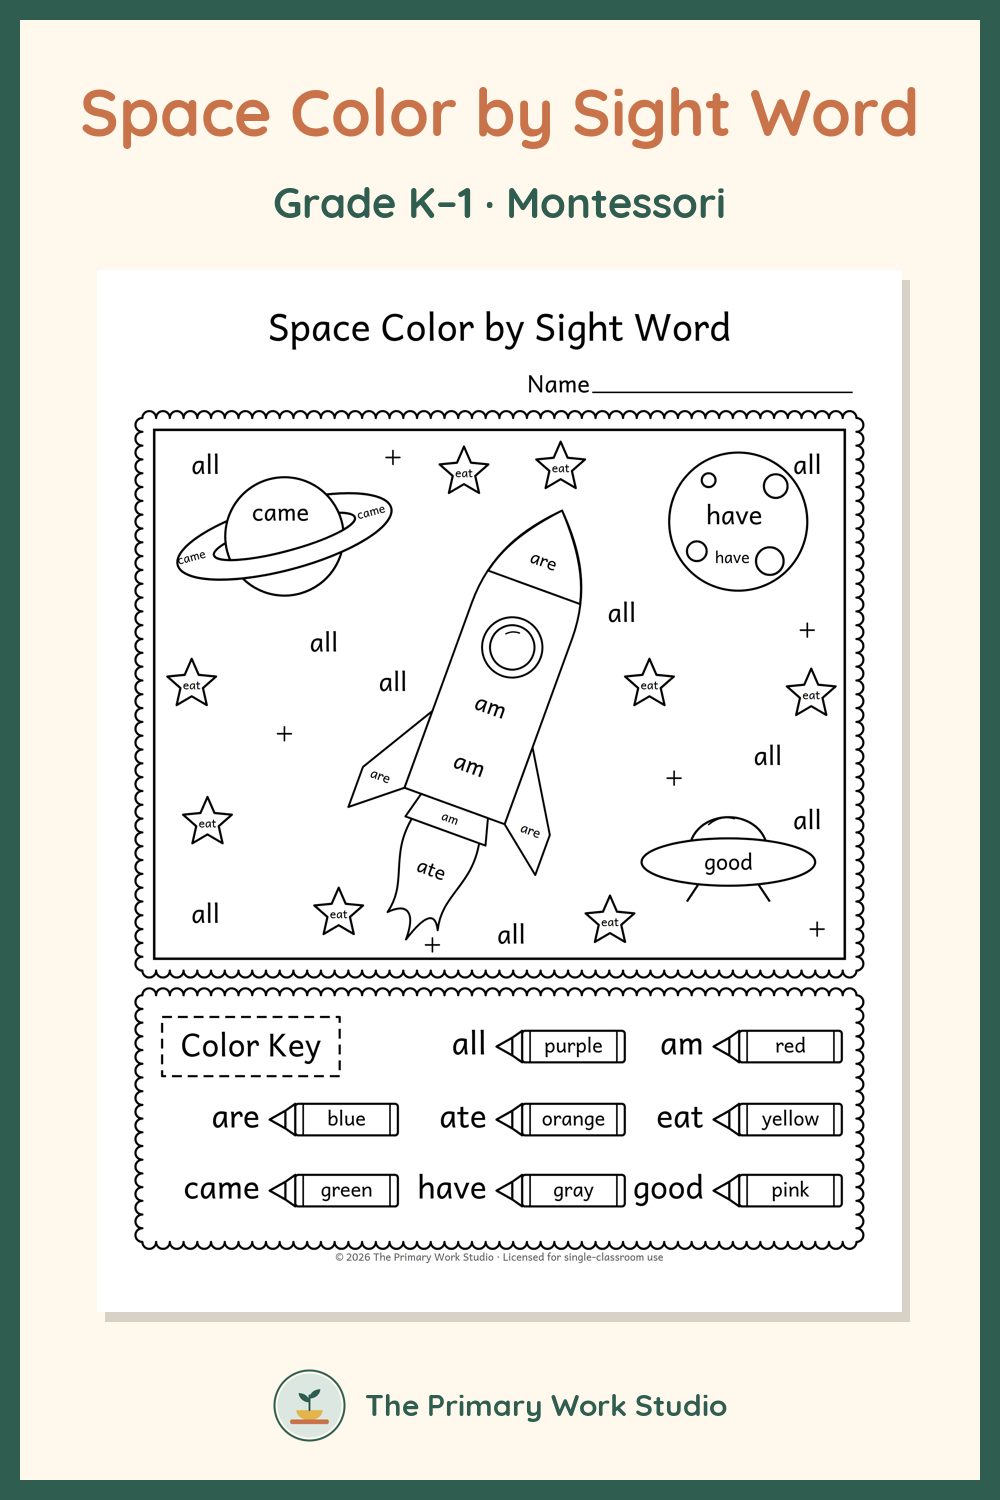 Space Color by Sight Word
Grade K–1 · Montessori
Space Color by Sight Word
Name
all
+
eat
eat
all
came
came
came
have
have
are
all
+
all
all
eat
eat
eat
am
+
am
all
are
+
eat
am
are
all
good
ate
all
eat
eat
all
+
+
Color Key
all purple
am red
are blue
ate orange
eat yellow
came green
have gray
good pink
© 2026 The Primary Work Studio · Licensed for single-classroom use
The Primary Work Studio